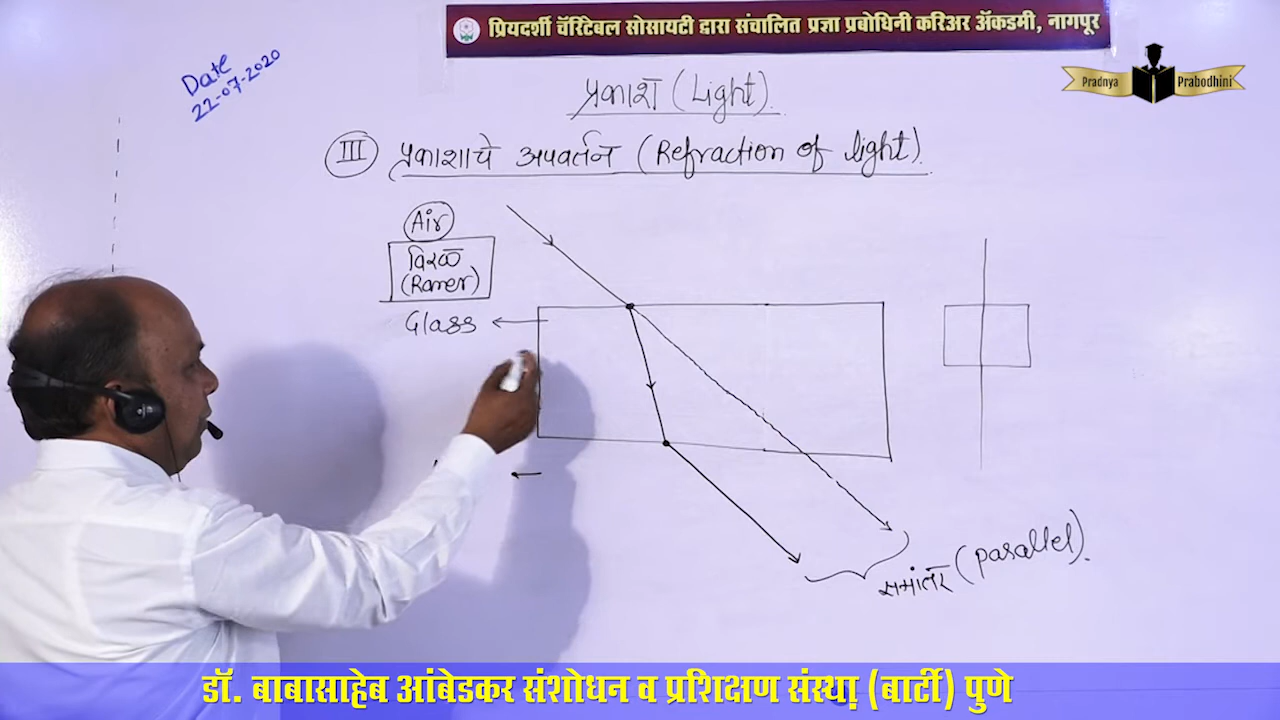 प्रियदर्शी चॅरिटेबल सोसायटी द्वारा संचालित प्रज्ञा प्रबोधिनी करिअर ॲकडमी, नागपूर
Date
22-07-2020
Pradnya Prabodhini
प्रकाश (Light).
III प्रकाशाचे अपवर्तन (Refraction of light).
Air
विरळ
(Rarer)
Glass
समांतर (parallel).
डॉ. बाबासाहेब आंबेडकर संशोधन व प्रशिक्षण संस्था (बार्टी) पुणे